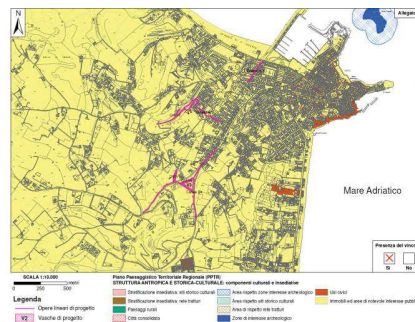 Allegato
N
Mare Adriatico
Presenza del vincolo
Si
No
SCALA 1:10.000
0
250
500
m
Legenda
Opere lineari di progetto
V2
Vasche di progetto
Piano Paesaggistico Territoriale Regionale (PPTR)
STRUTTURA ANTROPICA E STORICA-CULTURALE: componenti culturali e insediative
Stratificazione insediativa: siti storico culturali
Stratificazione insediativa: rete tratturi
Paesaggi rurali
Città consolidata
Area rispetto zone interesse archeologico
Area rispetto siti storico culturali
Area di rispetto rete tratturi
Zone di interesse archeologico
Usi civici
Immobili ed aree di notevole interesse pubblico